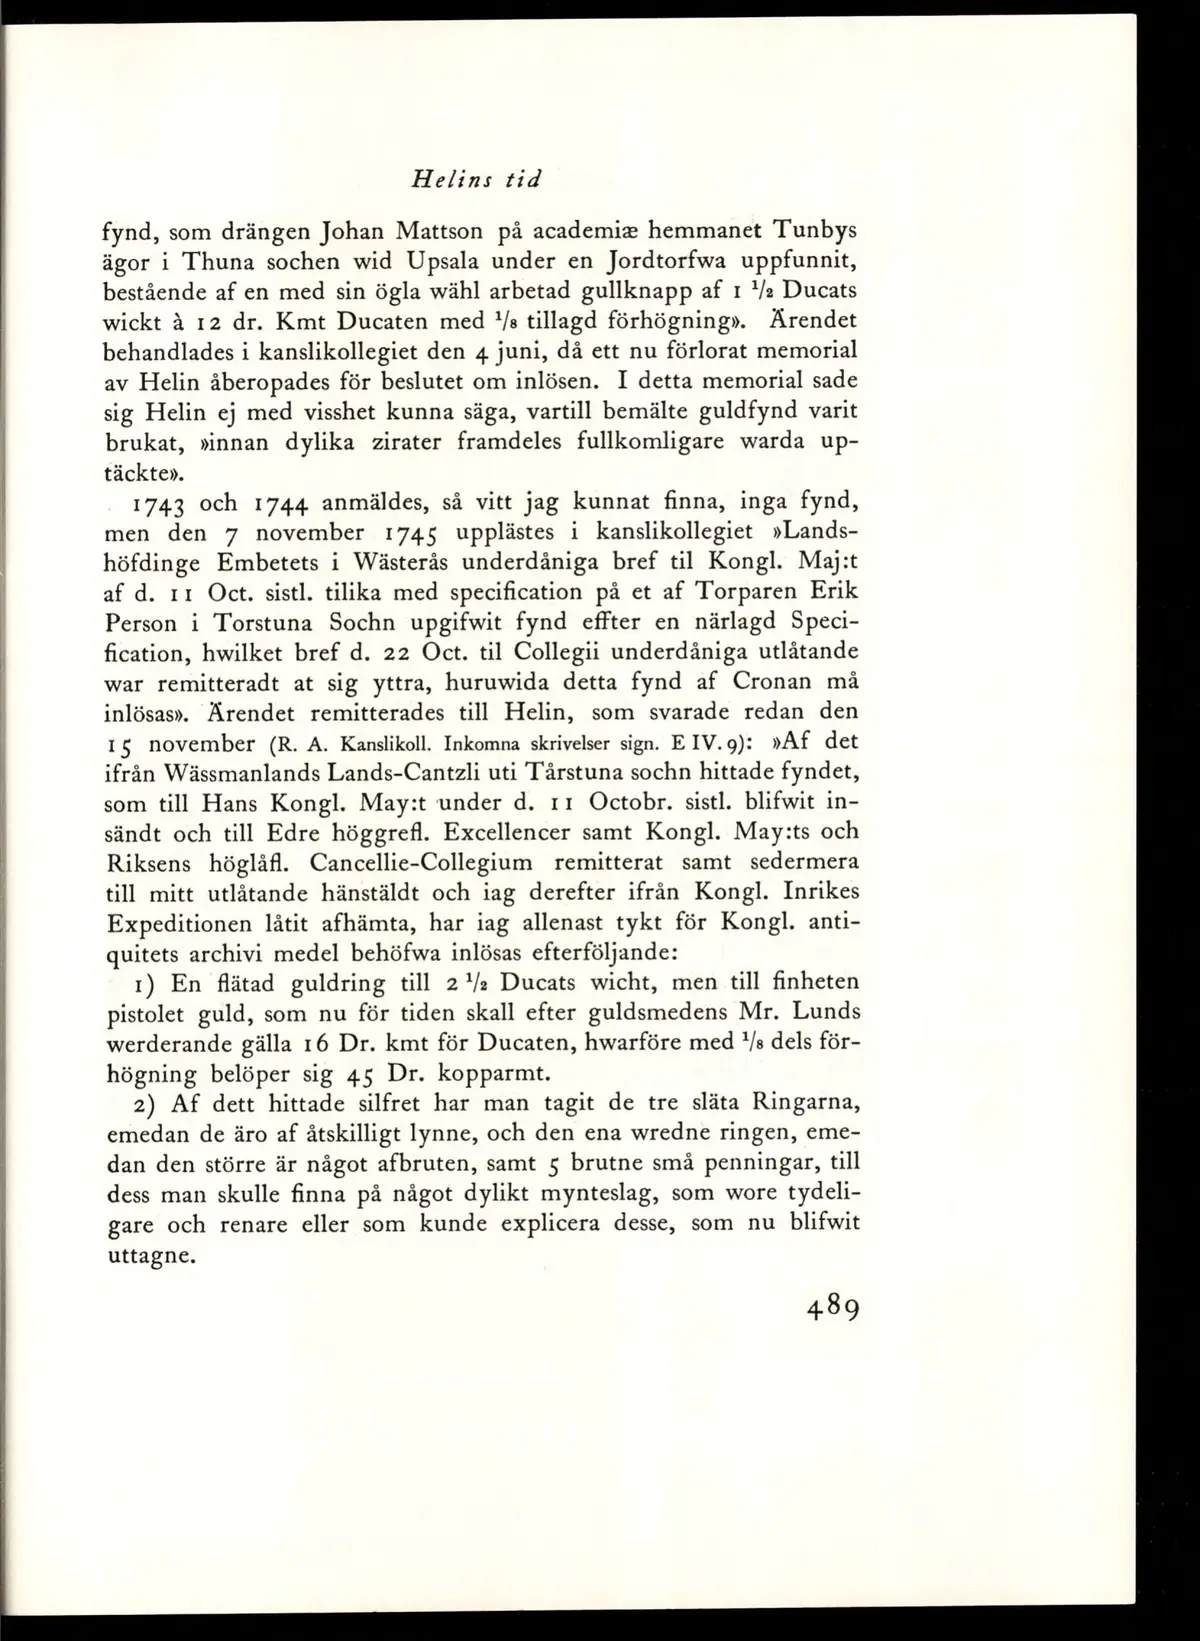 Helins tid
fynd, som drängen Johan Mattson på academiæ hemmanet Tunbys
ägor i Thuna sochen wid Upsala under en Jordtorfwa uppfunnit,
bestående af en med sin ögla wähl arbetad gullknapp af 1 1/2 Ducats
wickt à 12 dr. Kmt Ducaten med 1/8 tillagd förhögning». Ärendet
behandlades i kanslikollegiet den 4 juni, då ett nu förlorat memorial
av Helin åberopades för beslutet om inlösen. I detta memorial sade
sig Helin ej med visshet kunna säga, vartill bemälte guldfynd varit
brukat, »innan dylika zirater framdeles fullkomligare warda up-
täckte».
1743 och 1744 anmäldes, så vitt jag kunnat finna, inga fynd,
men den 7 november 1745 upplästes i kanslikollegiet »Lands-
höfdinge Embetets i Wästerås underdåniga bref til Kongl. Maj:t
af d. 11 Oct. sistl. tilika med specification på et af Torparen Erik
Person i Torstuna Sochn upgifwit fynd effter en närlagd Speci-
fication, hwilket bref d. 22 Oct. til Collegii underdåniga utlåtande
war remitteradt at sig yttra, huruwida detta fynd af Cronan må
inlösas». Ärendet remitterades till Helin, som svarade redan den
15 november (R. A. Kanslikoll. Inkomna skrivelser sign. E IV. 9): »Af det
ifrån Wässmanlands Lands-Cantzli uti Tårstuna sochn hittade fyndet,
som till Hans Kongl. May:t under d. 11 Octobr. sistl. blifwit in-
sändt och till Edre höggrefl. Excellencer samt Kongl. May:ts och
Riksens höglåfl. Cancellie-Collegium remitterat samt sedermera
till mitt utlåtande hänstäldt och iag derefter ifrån Kongl. Inrikes
Expeditionen låtit afhämta, har iag allenast tykt för Kongl. anti-
quitets archivi medel behöfwa inlösas efterföljande:
1) En flätad guldring till 2 1/2 Ducats wicht, men till finheten
pistolet guld, som nu för tiden skall efter guldsmedens Mr. Lunds
werderande gälla 16 Dr. kmt för Ducaten, hwarföre med 1/8 dels för-
högning belöper sig 45 Dr. kopparmt.
2) Af dett hittade silfret har man tagit de tre släta Ringarna,
emedan de äro af åtskilligt lynne, och den ena wredne ringen, eme-
dan den större är något afbruten, samt 5 brutne små penningar, till
dess man skulle finna på något dylikt mynteslag, som wore tydeli-
gare och renare eller som kunde explicera desse, som nu blifwit
uttagne.
489